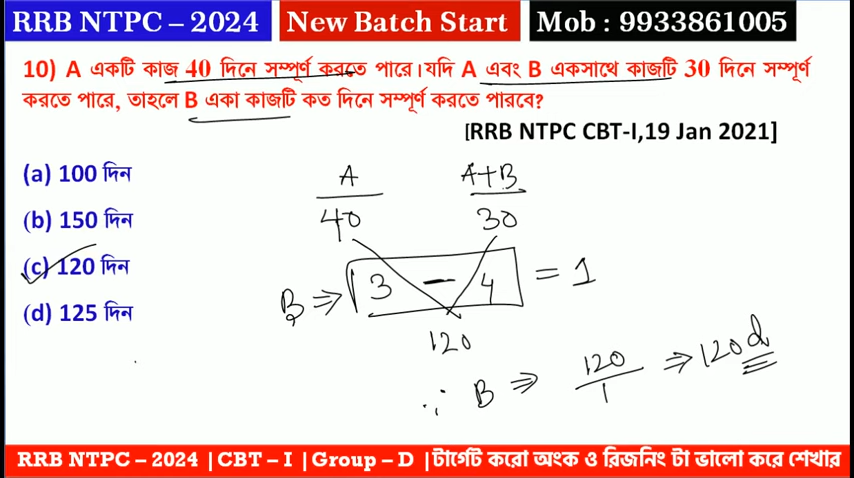 RRB NTPC – 2024 New Batch Start Mob : 9933861005
10) A একটি কাজ 40 দিনে সম্পূর্ণ করতে পারে। যদি A এবং B একসাথে কাজটি 30 দিনে সম্পূর্ণ
করতে পারে, তাহলে B একা কাজটি কত দিনে সম্পূর্ণ করতে পারবে?
[RRB NTPC CBT-I,19 Jan 2021]
(a) 100 দিন
(b) 150 দিন
(c) 120 দিন
(d) 125 দিন
A A+B
40 30
B ⇒ 3 – 4 = 1
120
∵ B ⇒ 120/1 ⇒ 120 d
RRB NTPC – 2024 |CBT – I |Group – D |টার্গেট করো অংক ও রিজনিং টা ভালো করে শেখার